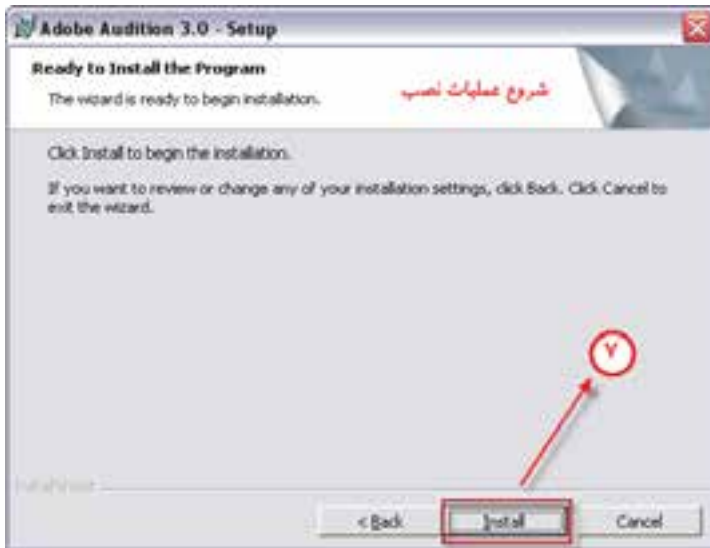 Adobe Audition 3.0 - Setup
Ready to Install the Program
The wizard is ready to begin installation.
شروع عملیات نصب
Click Install to begin the installation.
If you want to review or change any of your installation settings, click Back. Click Cancel to
exit the wizard.
۷
InstallShield
< Back
Install
Cancel